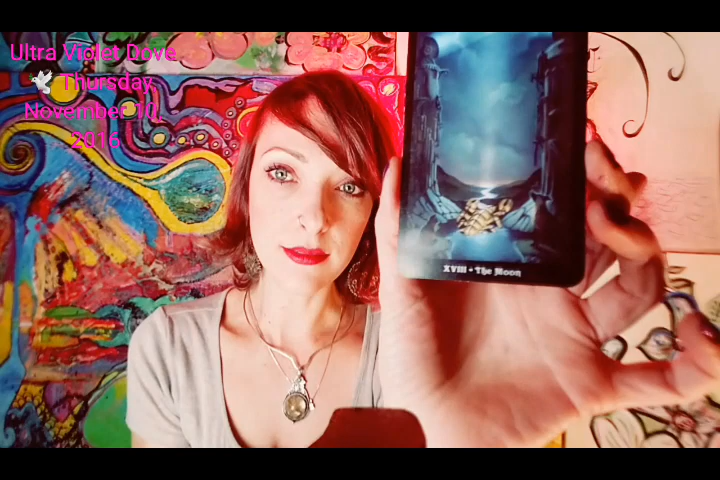 Ultra Violet Dove
🕊 Thursday,
November 10,
2016
XVIII • The Moon